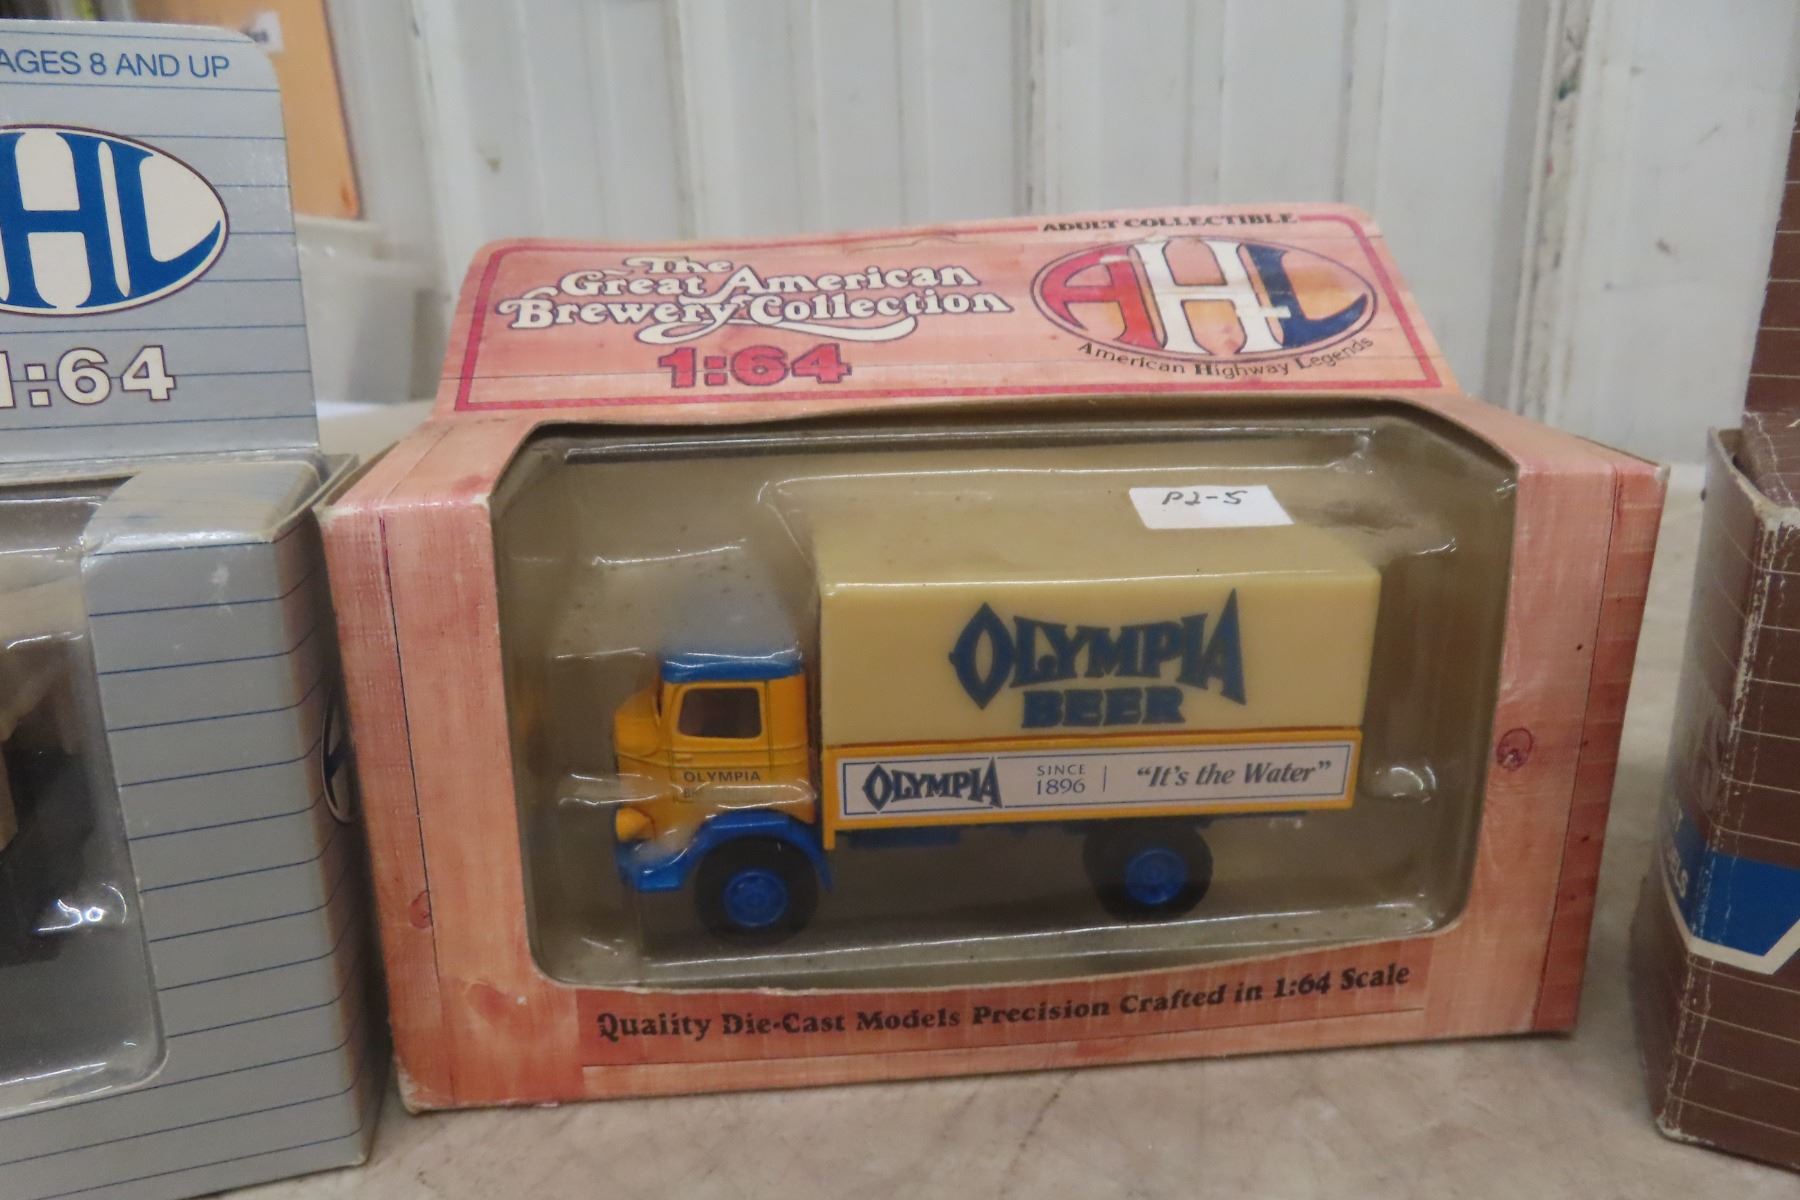 AGES 8 AND UP
HL
1:64
ADULT COLLECTIBLE
The
Great American
Brewery Collection
1:64
AHL
American Highway Legends
P2-5
OLYMPIA
BEER
OLYMPIA SINCE 1896 "It's the Water"
OLYMPIA
Quality Die-Cast Models Precision Crafted in 1:64 Scale